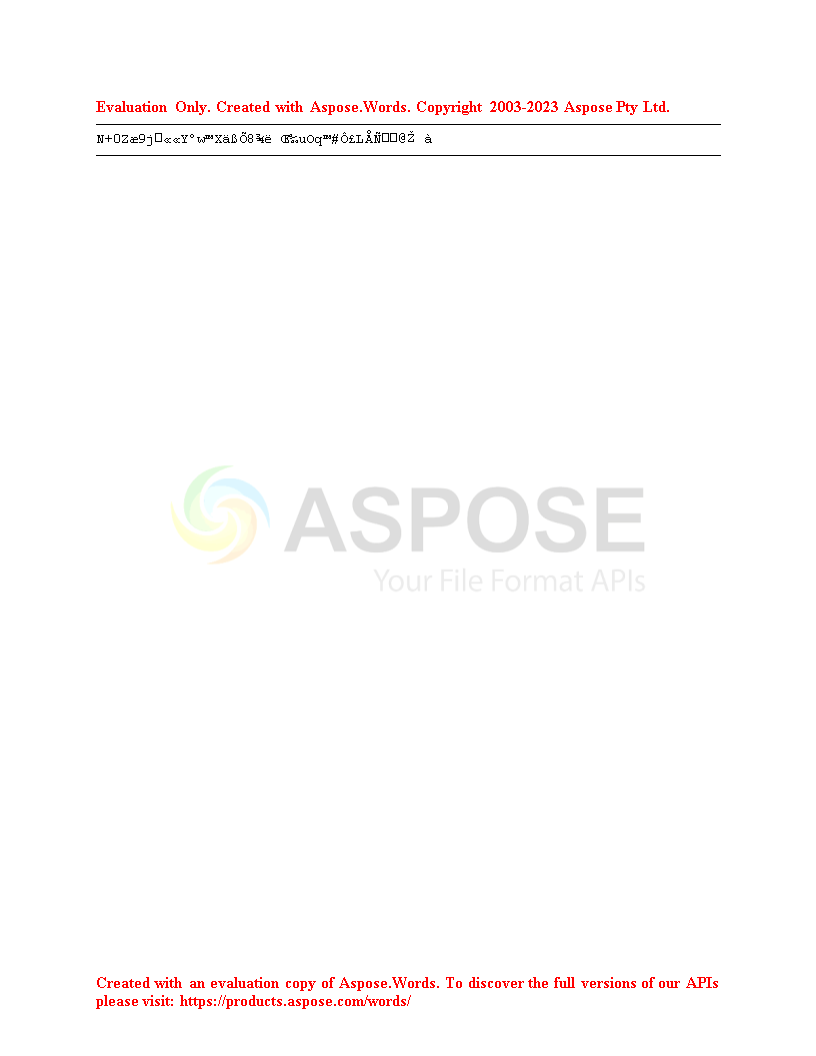 Evaluation Only. Created with Aspose.Words. Copyright 2003-2023 Aspose Pty Ltd.
N+OZæ9j□««Yºw™XäßÕ8¾ë Œ‰uOq™#Ô£LÅÑ□□@Ž à
ASPOSE
Your File Format APIs
Created with an evaluation copy of Aspose.Words. To discover the full versions of our APIs
please visit: https://products.aspose.com/words/